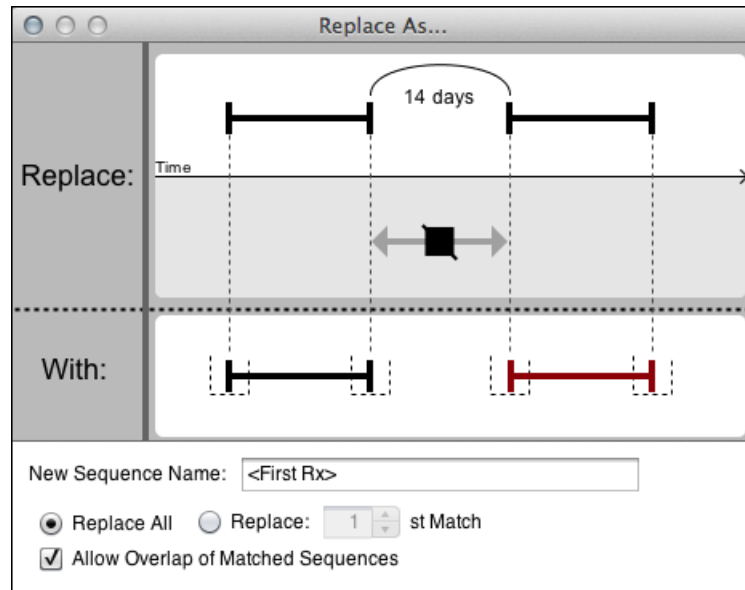 Replace As...
14 days
Time
Replace:
With:
New Sequence Name: <First Rx>
Replace All Replace: 1 st Match
Allow Overlap of Matched Sequences